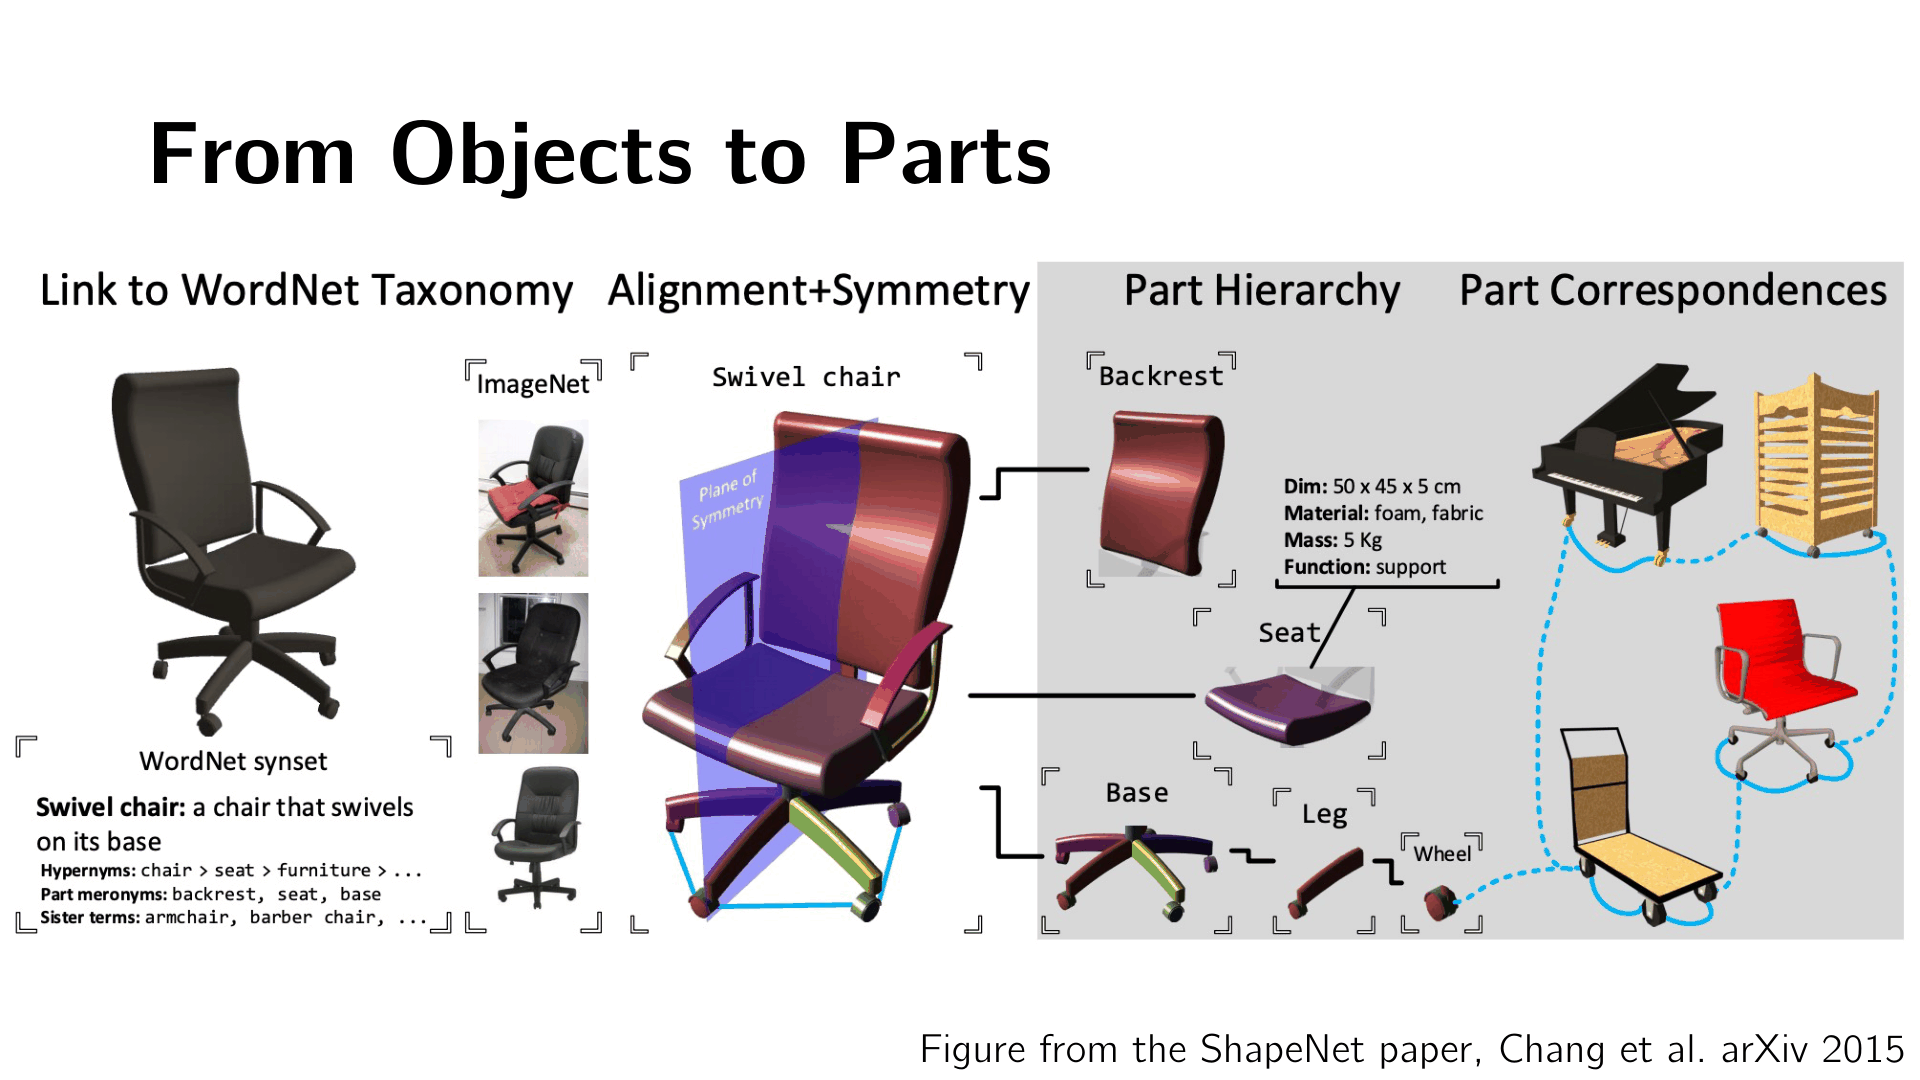 From Objects to Parts
Link to WordNet Taxonomy
Alignment+Symmetry
Part Hierarchy
Part Correspondences
ImageNet
Swivel chair
Plane of
Symmetry
Backrest
Dim: 50 x 45 x 5 cm
Material: foam, fabric
Mass: 5 Kg
Function: support
Seat
Base
Leg
Wheel
WordNet synset
Swivel chair: a chair that swivels
on its base
Hypernyms: chair > seat > furniture > ...
Part meronyms: backrest, seat, base
Sister terms: armchair, barber chair, ...
Figure from the ShapeNet paper, Chang et al. arXiv 2015